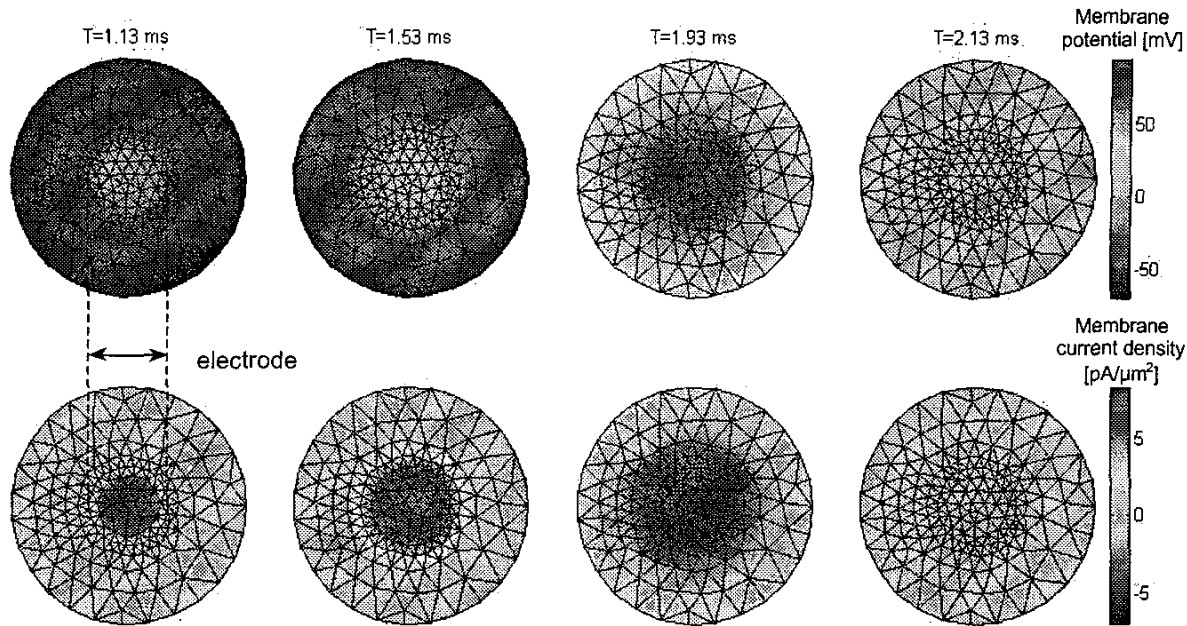 T=1.13 ms
T=1.53 ms
T=1.93 ms
T=2.13 ms
Membrane
potential [mV]
50
0
-50
electrode
Membrane
current density
[pA/µm²]
5
0
-5